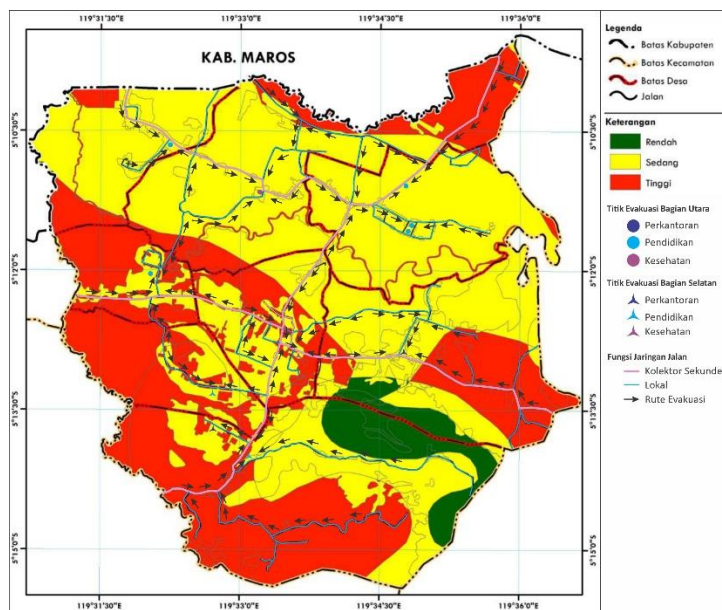 119°31'30"E 119°33'0"E 119°34'30"E 119°36'0"E
KAB. MAROS
5°10'30"S
5°12'0"S
5°13'30"S
5°15'0"S
5°10'30"S
5°12'0"S
5°13'30"S
5°15'0"S
119°31'30"E 119°33'0"E 119°34'30"E 119°36'0"E
Legenda
Batas Kabupaten
Batas Kecamatan
Batas Desa
Jalan
Keterangan
Rendah
Sedang
Tinggi
Titik Evakuasi Bagian Utara
Perkantoran
Pendidikan
Kesehatan
Titik Evakuasi Bagian Selatan
Perkantoran
Pendidikan
Kesehatan
Fungsi Jaringan Jalan
Kolektor Sekunde
Lokal
Rute Evakuasi